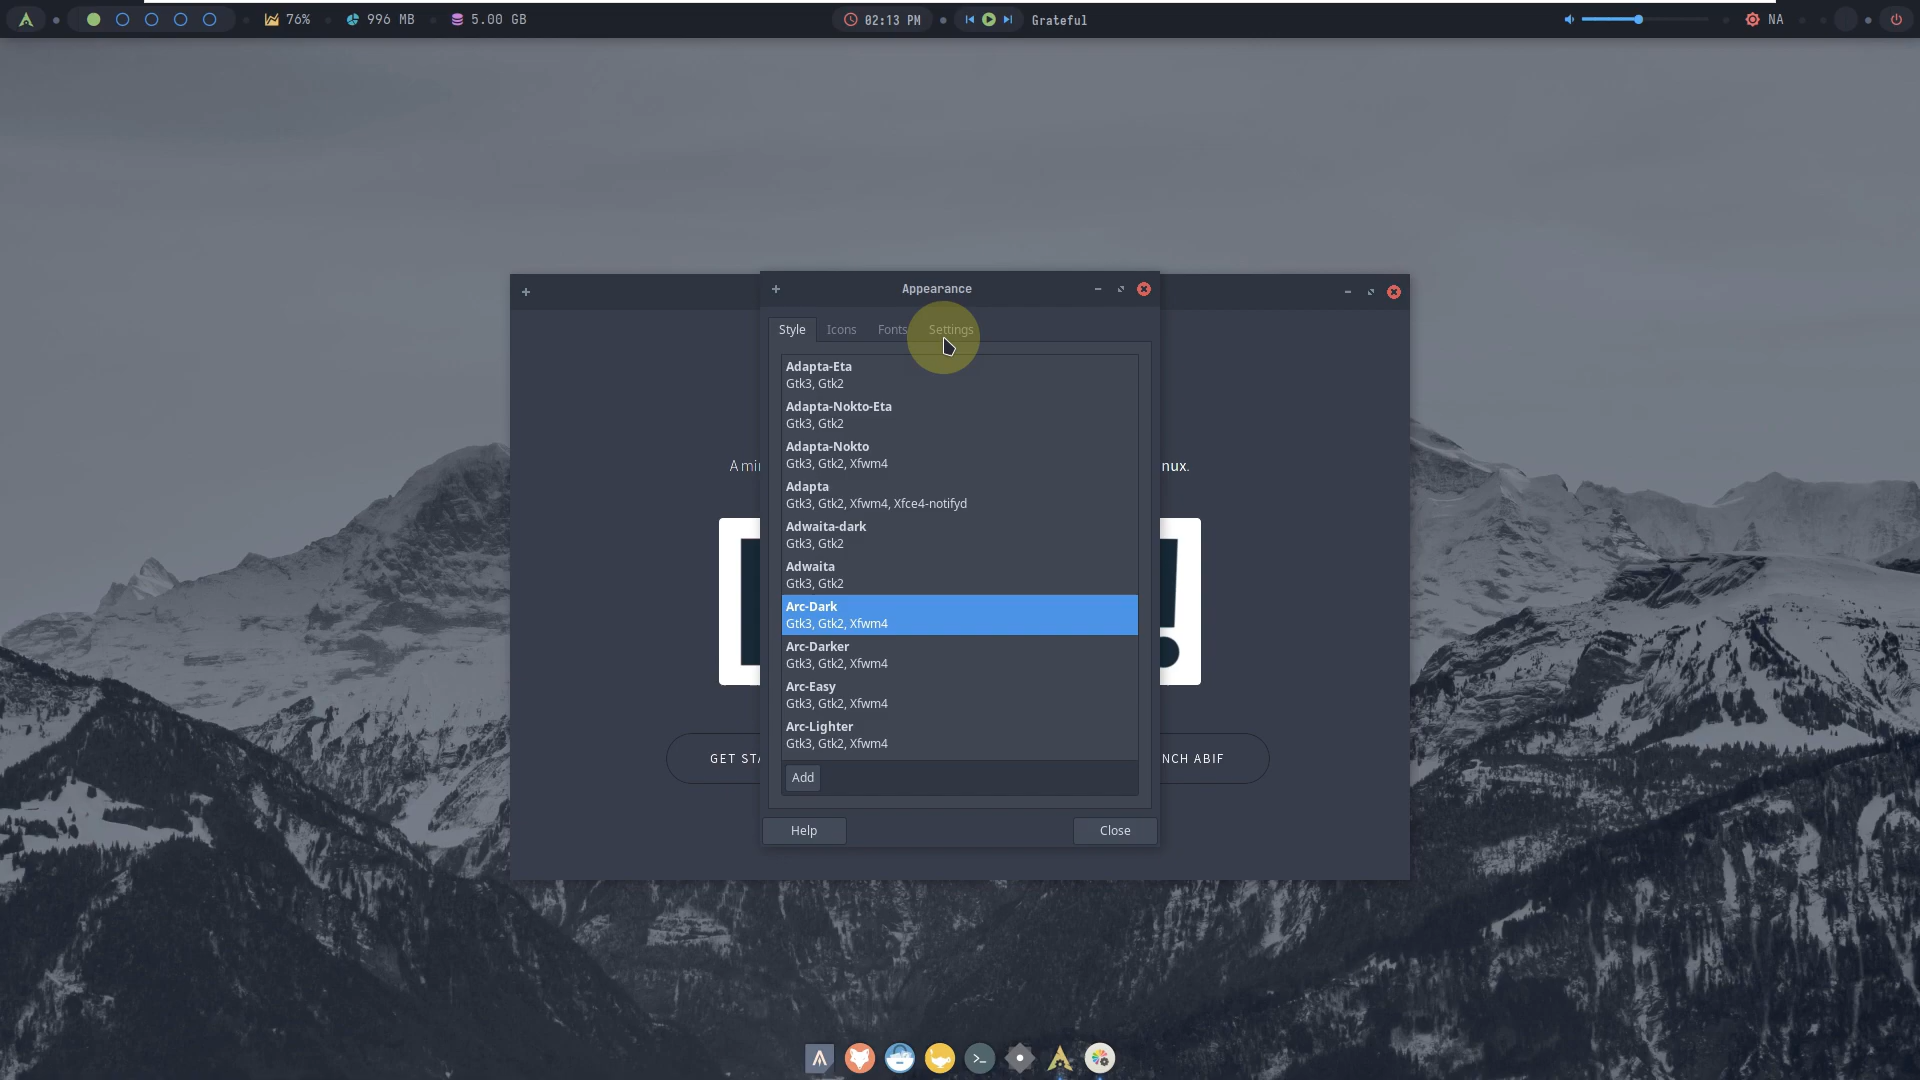 76%
996 MB
5.00 GB
02:13 PM
Grateful
NA
Appearance
Style
Icons
Fonts
Settings
Adapta-Eta
Gtk3, Gtk2
Adapta-Nokto-Eta
Gtk3, Gtk2
Adapta-Nokto
Gtk3, Gtk2, Xfwm4
Adapta
Gtk3, Gtk2, Xfwm4, Xfce4-notifyd
Adwaita-dark
Gtk3, Gtk2
Adwaita
Gtk3, Gtk2
Arc-Dark
Gtk3, Gtk2, Xfwm4
Arc-Darker
Gtk3, Gtk2, Xfwm4
Arc-Easy
Gtk3, Gtk2, Xfwm4
Arc-Lighter
Gtk3, Gtk2, Xfwm4
Add
Help
Close
A mi
nux.
!
GET STA
NCH ABIF